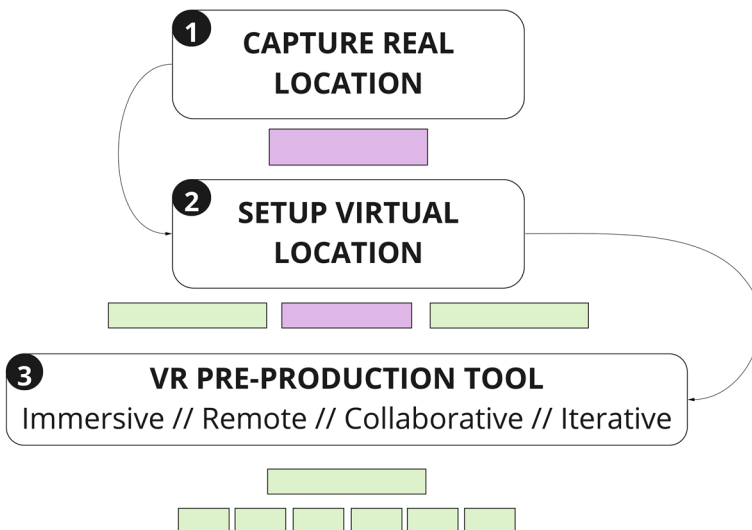 1
CAPTURE REAL
LOCATION
2
SETUP VIRTUAL
LOCATION
3
VR PRE-PRODUCTION TOOL
Immersive // Remote // Collaborative // Iterative